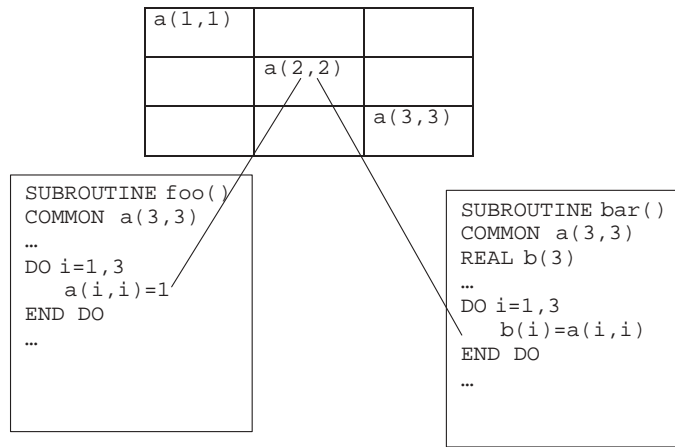 a(1,1)
a(2,2)
a(3,3)
SUBROUTINE foo()
COMMON a(3,3)
…
DO i=1,3
a(i,i)=1
END DO
…
SUBROUTINE bar()
COMMON a(3,3)
REAL b(3)
…
DO i=1,3
b(i)=a(i,i)
END DO
…